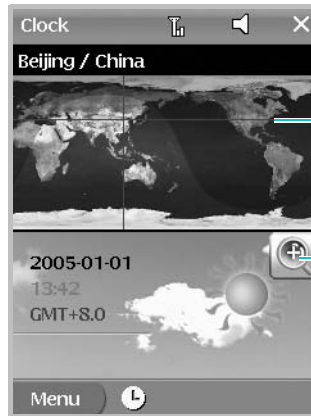 Clock
Beijing / China
2005-01-01
13:42
GMT+8.0
Menu